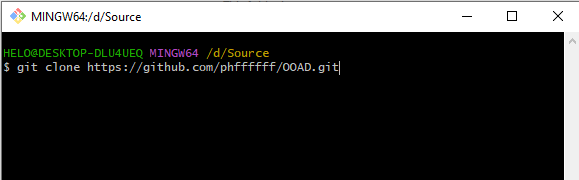 MINGW64:/d/Source
HELO@DESKTOP-DLU4UEQ MINGW64 /d/Source
$ git clone https://github.com/phffffff/OOAD.git